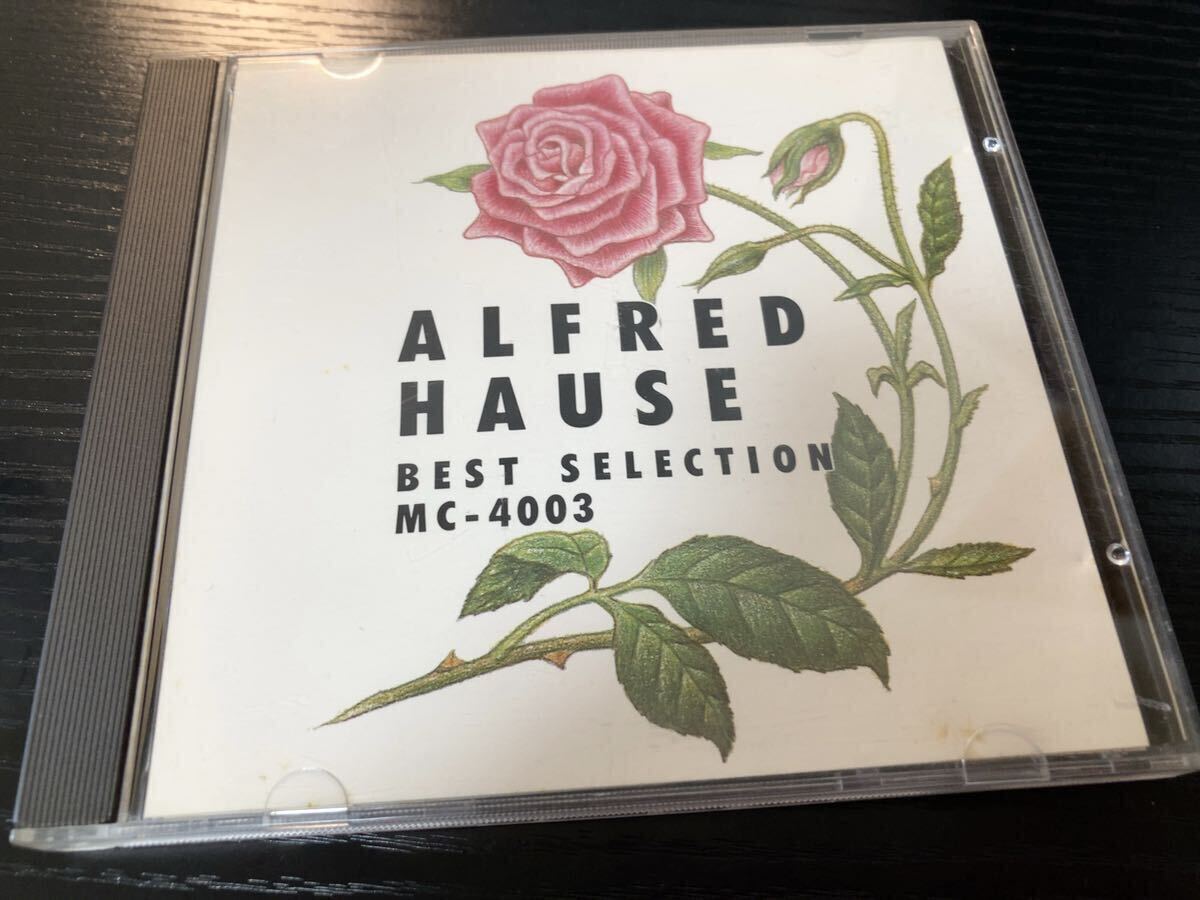 ALFRED
HAUSE
BEST SELECTION
MC-4003